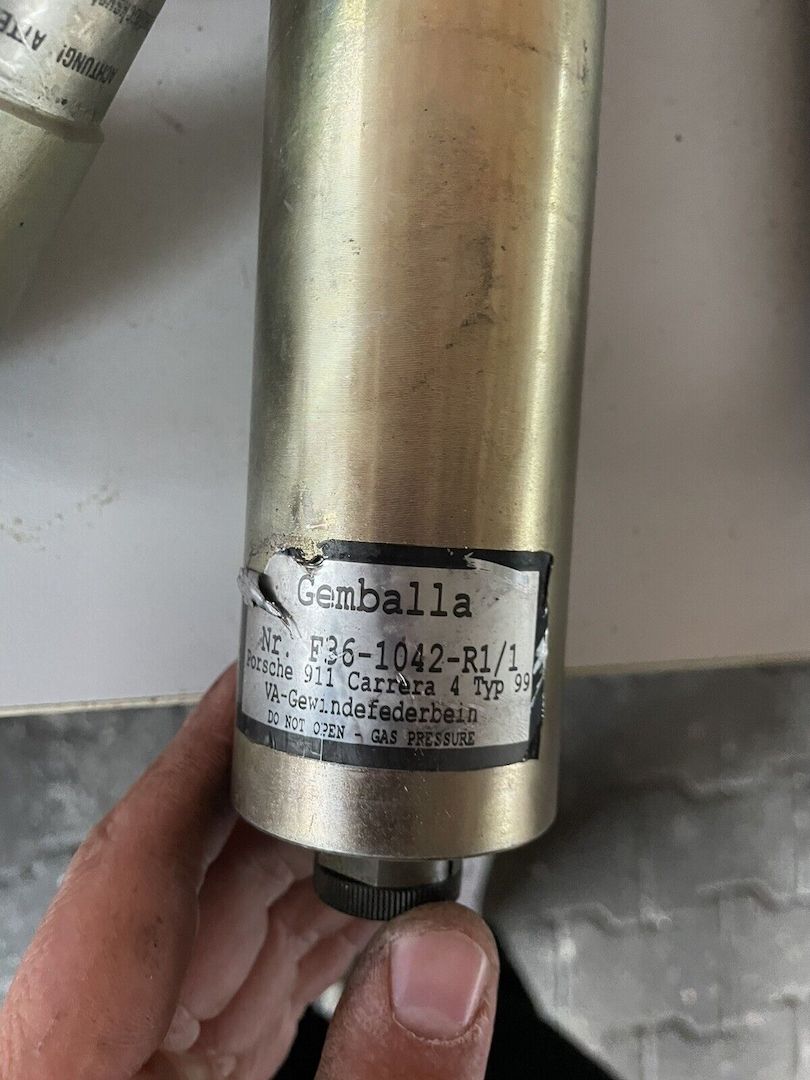 ACHTUNG! ATTE
Gemballa
Nr. F36-1042-R1/1
Porsche 911 Carrera 4 Typ 99
VA-Gewindefederbein
DO NOT OPEN - GAS PRESSURE